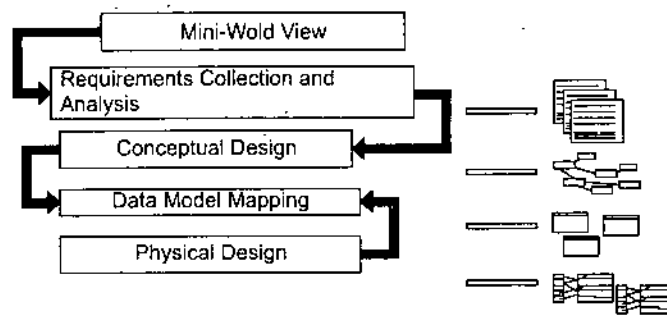 Mini-Wold View
Requirements Collection and
Analysis
Conceptual Design
Data Model Mapping
Physical Design